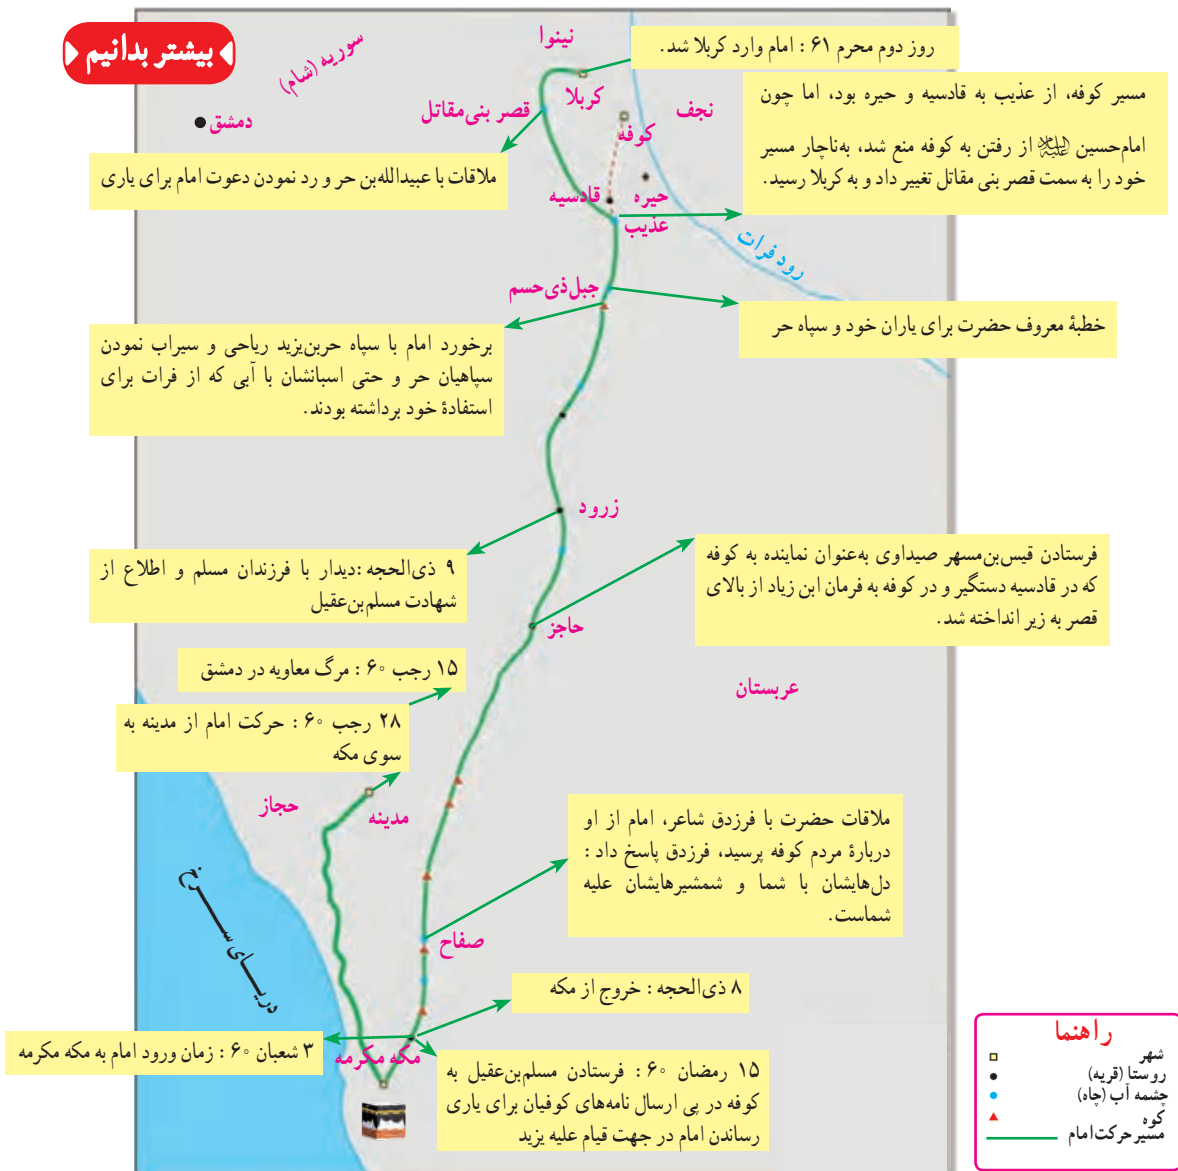 بیشتر بدانیم
سوریه (شام)
نینوا
روز دوم محرم ۶۱ : امام وارد کربلا شد.
کربلا
قصر بنی‌مقاتل
نجف
کوفه
دمشق
مسیر کوفه، از عذیب به قادسیه و حیره بود، اما چون
امام‌حسین علیه‌السلام از رفتن به کوفه منع شد، به‌ناچار مسیر
خود را به سمت قصر بنی مقاتل تغییر داد و به کربلا رسید.
ملاقات با عبیدالله‌بن حر و رد نمودن دعوت امام برای یاری
قادسیه
حیره
عذیب
رود فرات
جبل‌ذی‌حسم
خطبهٔ معروف حضرت برای یاران خود و سپاه حر
برخورد امام با سپاه حربن‌یزید ریاحی و سیراب نمودن
سپاهیان حر و حتی اسبانشان با آبی که از فرات برای
استفادهٔ خود برداشته بودند.
زرود
۹ ذی‌الحجه :دیدار با فرزندان مسلم و اطلاع از
شهادت مسلم‌بن‌عقیل
فرستادن قیس‌بن‌مسهر صیداوی به‌عنوان نماینده به کوفه
که در قادسیه دستگیر و در کوفه به فرمان ابن زیاد از بالای
قصر به زیر انداخته شد.
حاجز
۱۵ رجب ۶۰ : مرگ معاویه در دمشق
عربستان
۲۸ رجب ۶۰ : حرکت امام از مدینه به
سوی مکه
حجاز
مدینه
ملاقات حضرت با فرزدق شاعر، امام از او
دربارهٔ مردم کوفه پرسید، فرزدق پاسخ داد :
دل‌هایشان با شما و شمشیرهایشان علیه
شماست.
دریـــای ســـرخ
صفاح
۸ ذی‌الحجه : خروج از مکه
۳ شعبان ۶۰ : زمان ورود امام به مکه مکرمه
مکه مکرمه
۱۵ رمضان ۶۰ : فرستادن مسلم‌بن‌عقیل به
کوفه در پی ارسال نامه‌های کوفیان برای یاری
رساندن امام در جهت قیام علیه یزید
راهنما
شهر
روستا (قریه)
چشمه آب (چاه)
کوه
مسیر حرکت امام